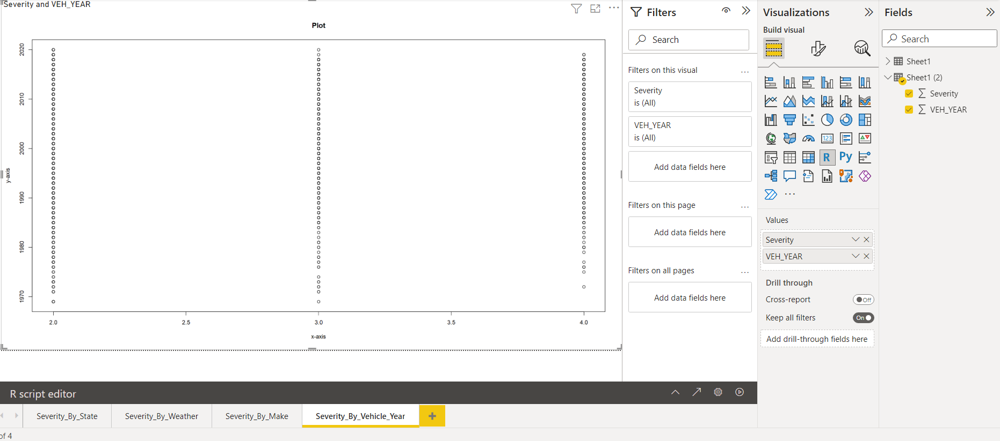 Severity and VEH_YEAR
Plot
2020
2010
2000
1990
1980
1970
y-axis
2.0
2.5
3.0
3.5
4.0
x-axis
Filters
Search
Filters on this visual
...
Severity
is (All)
VEH_YEAR
is (All)
Add data fields here
Filters on this page
...
Add data fields here
Filters on all pages
...
Add data fields here
Visualizations
Build visual
123
R
Py
...
Values
Severity
VEH_YEAR
Drill through
Cross-report
Off
Keep all filters
On
Add drill-through fields here
Fields
Search
Sheet1
Sheet1 (2)
Severity
VEH_YEAR
R script editor
Severity_By_State
Severity_By_Weather
Severity_By_Make
Severity_By_Vehicle_Year
of 4